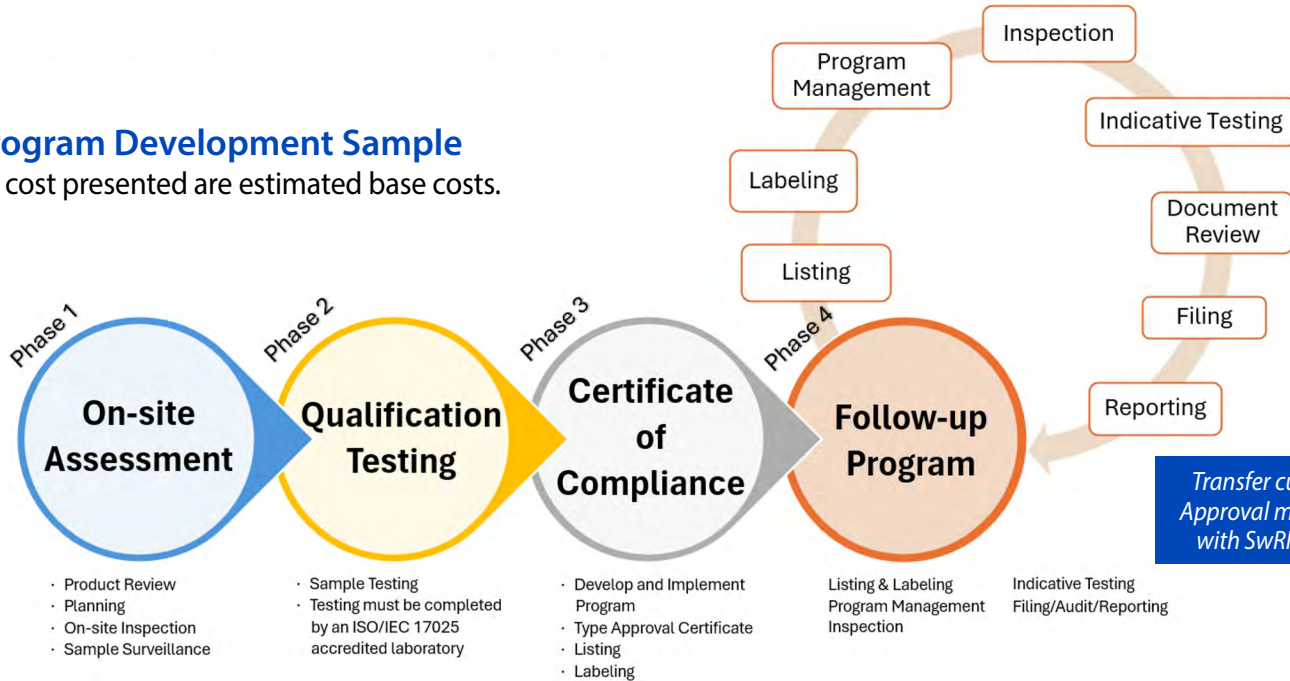 Program Development Sample
cost presented are estimated base costs.
Inspection
Program
Management
Indicative Testing
Labeling
Document
Review
Listing
Filing
Reporting
Phase 1
On-site
Assessment
Phase 2
Qualification
Testing
Phase 3
Certificate
of
Compliance
Phase 4
Follow-up
Program
Transfer cu
Approval m
with SwRI
· Product Review
· Planning
· On-site Inspection
· Sample Surveillance
· Sample Testing
· Testing must be completed
by an ISO/IEC 17025
accredited laboratory
· Develop and Implement
Program
· Type Approval Certificate
· Listing
· Labeling
Listing & Labeling
Program Management
Inspection
Indicative Testing
Filing/Audit/Reporting